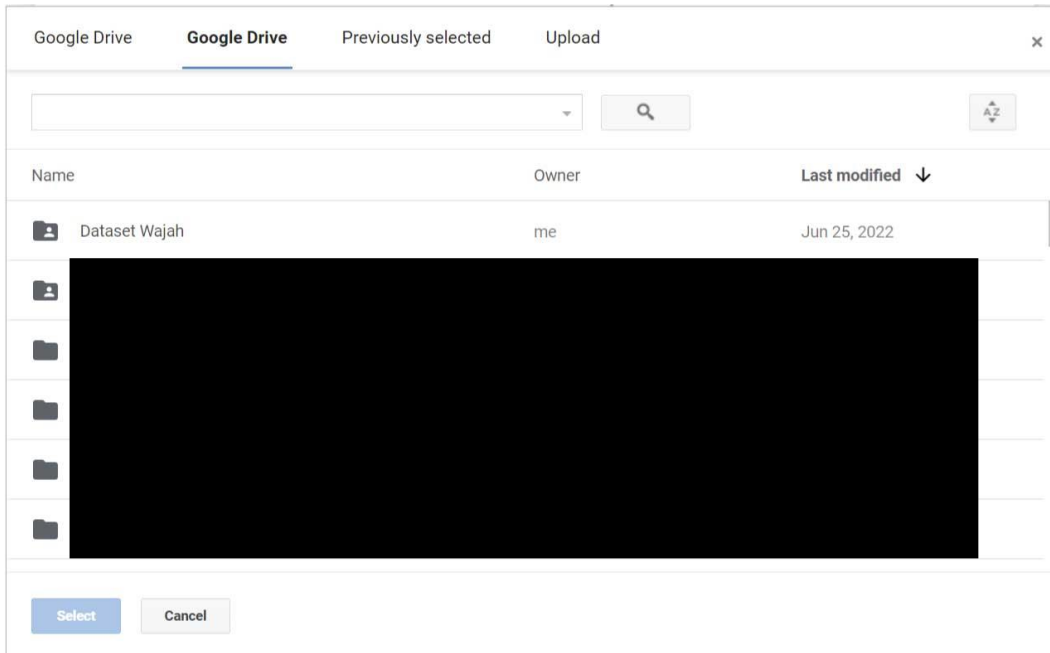 Google Drive Google Drive Previously selected Upload ×
AZ
Name Owner Last modified ↓
Dataset Wajah me Jun 25, 2022
Select Cancel